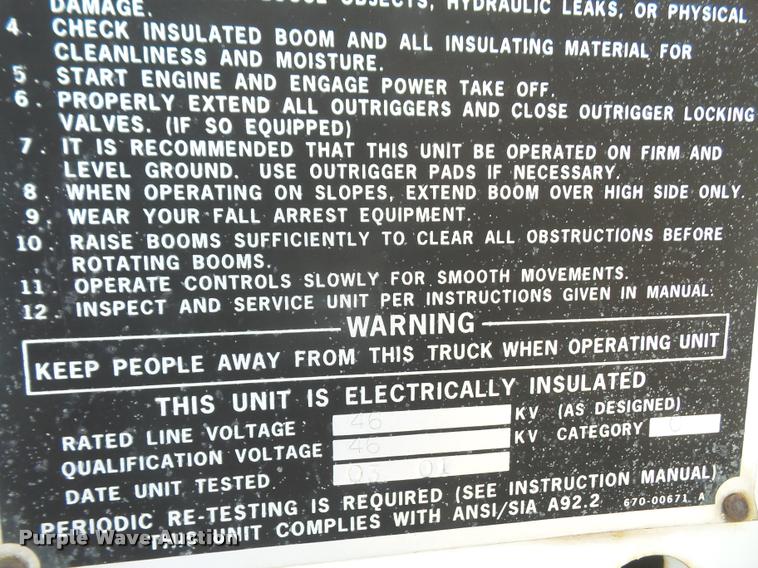 OBJECTS, HYDRAULIC LEAKS, OR PHYSICAL
DAMAGE.
4. CHECK INSULATED BOOM AND ALL INSULATING MATERIAL FOR
CLEANLINESS AND MOISTURE.
5. START ENGINE AND ENGAGE POWER TAKE OFF.
6. PROPERLY EXTEND ALL OUTRIGGERS AND CLOSE OUTRIGGER LOCKING
VALVES. (IF SO EQUIPPED)
7. IT IS RECOMMENDED THAT THIS UNIT BE OPERATED ON FIRM AND
LEVEL GROUND. USE OUTRIGGER PADS IF NECESSARY.
8 WHEN OPERATING ON SLOPES, EXTEND BOOM OVER HIGH SIDE ONLY.
9. WEAR YOUR FALL ARREST EQUIPMENT.
10. RAISE BOOMS SUFFICIENTLY TO CLEAR ALL OBSTRUCTIONS BEFORE
ROTATING BOOMS.
11. OPERATE CONTROLS SLOWLY FOR SMOOTH MOVEMENTS.
12. INSPECT AND SERVICE UNIT PER INSTRUCTIONS GIVEN IN MANUAL.
WARNING
KEEP PEOPLE AWAY FROM THIS TRUCK WHEN OPERATING UNIT
THIS UNIT IS ELECTRICALLY INSULATED
RATED LINE VOLTAGE 46 KV (AS DESIGNED)
QUALIFICATION VOLTAGE 46 KV CATEGORY C
DATE UNIT TESTED 03 01
PERIODIC RE-TESTING IS REQUIRED (SEE INSTRUCTION MANUAL)
THIS UNIT COMPLIES WITH ANSI/SIA A92.2 670-00671 A
Purple Wave Auction